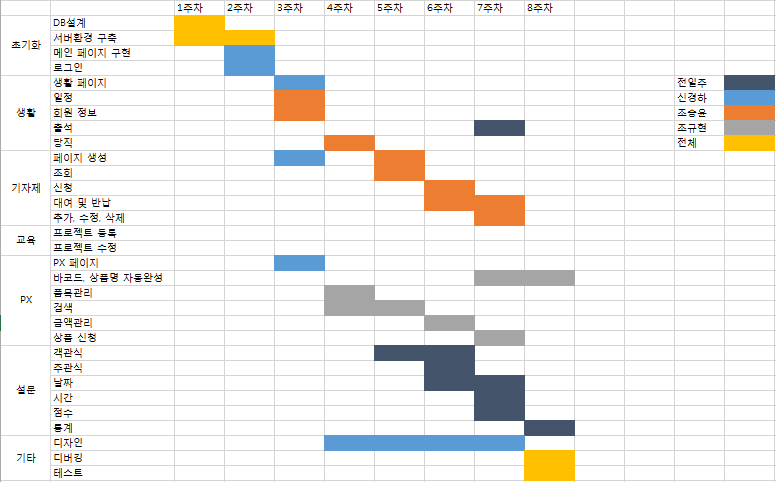 1주차 2주차 3주차 4주차 5주차 6주차 7주차 8주차
초기화
DB설계
서버환경 구축
메인 페이지 구현
로그인
생활
생활 페이지
일정
회원 정보
출석
당직
기자제
페이지 생성
조회
신청
대여 및 반납
추가, 수정, 삭제
교육
프로젝트 등록
프로젝트 수정
PX
PX 페이지
바코드, 상품명 자동완성
품목관리
검색
금액관리
상품 신청
설문
객관식
주관식
날짜
시간
점수
통계
기타
디자인
디버깅
테스트
전일주
신경하
조승윤
조규현
전체